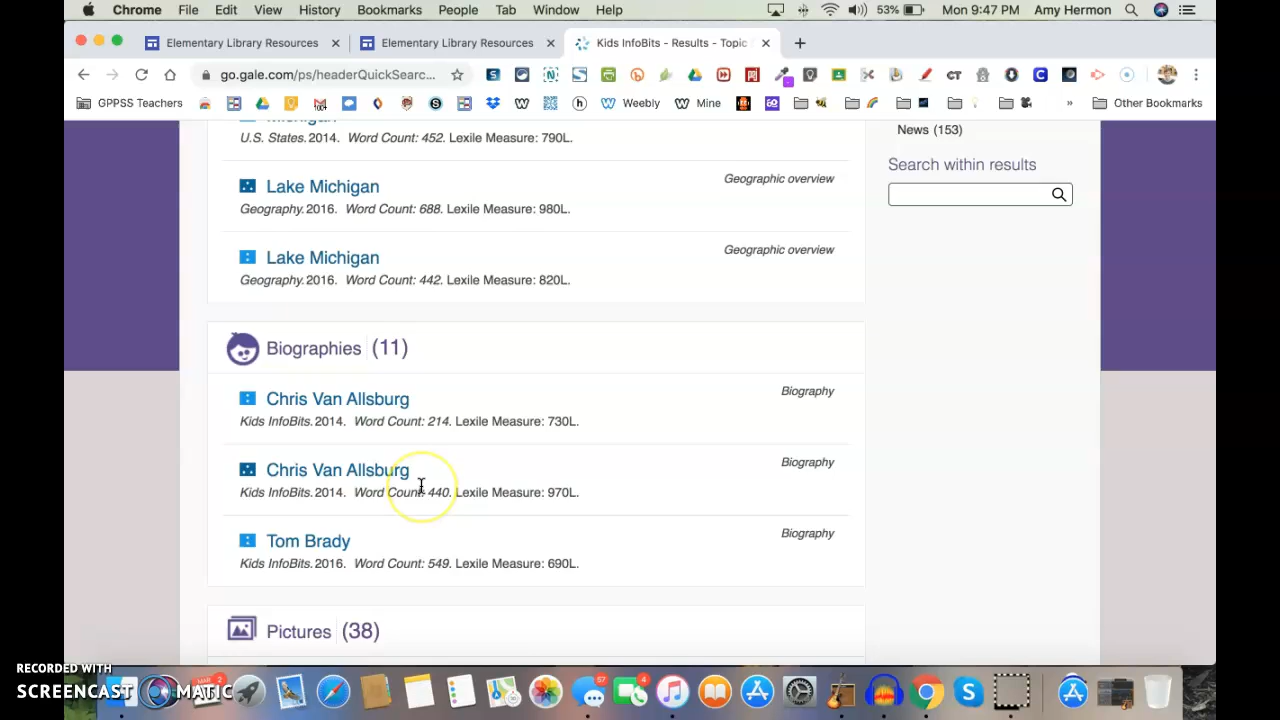 Chrome File Edit View History Bookmarks People Tab Window Help 53% Mon 9:47 PM Amy Hermon
Elementary Library Resources Elementary Library Resources Kids InfoBits - Results - Topic
go.gale.com/ps/headerQuickSearc...
GPPSS Teachers Weebly Mine Other Bookmarks
Michigan
U.S. States. 2014. Word Count: 452. Lexile Measure: 790L.
News (153)
Search within results
Lake Michigan Geographic overview
Geography. 2016. Word Count: 688. Lexile Measure: 980L.
Lake Michigan Geographic overview
Geography. 2016. Word Count: 442. Lexile Measure: 820L.
Biographies (11)
Chris Van Allsburg Biography
Kids InfoBits. 2014. Word Count: 214. Lexile Measure: 730L.
Chris Van Allsburg Biography
Kids InfoBits. 2014. Word Count: 440. Lexile Measure: 970L.
Tom Brady Biography
Kids InfoBits. 2016. Word Count: 549. Lexile Measure: 690L.
Pictures (38)
RECORDED WITH
SCREENCAST MATIC